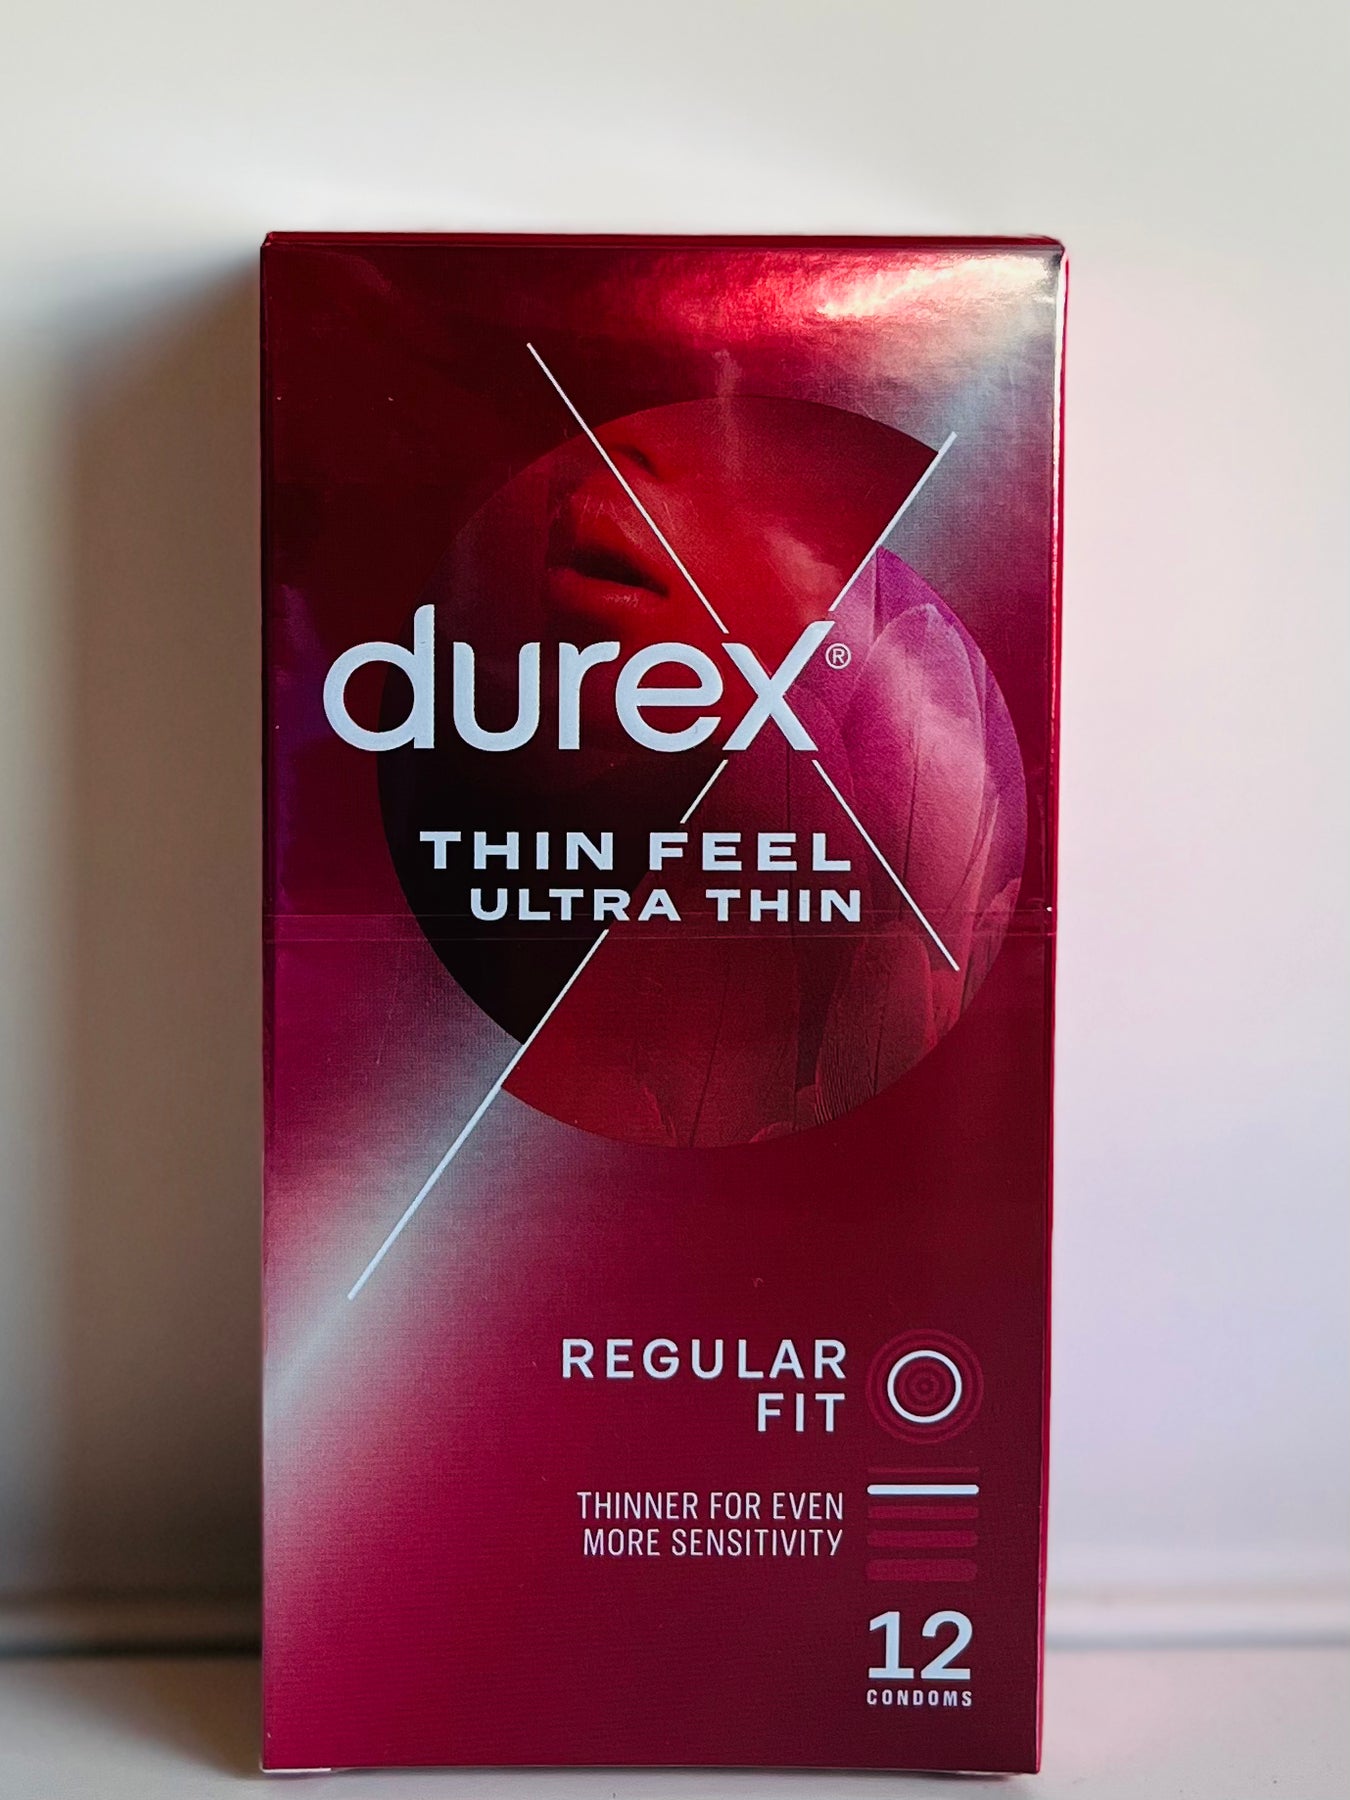 durex®
THIN FEEL
ULTRA THIN
REGULAR
FIT
THINNER FOR EVEN
MORE SENSITIVITY
12
CONDOMS